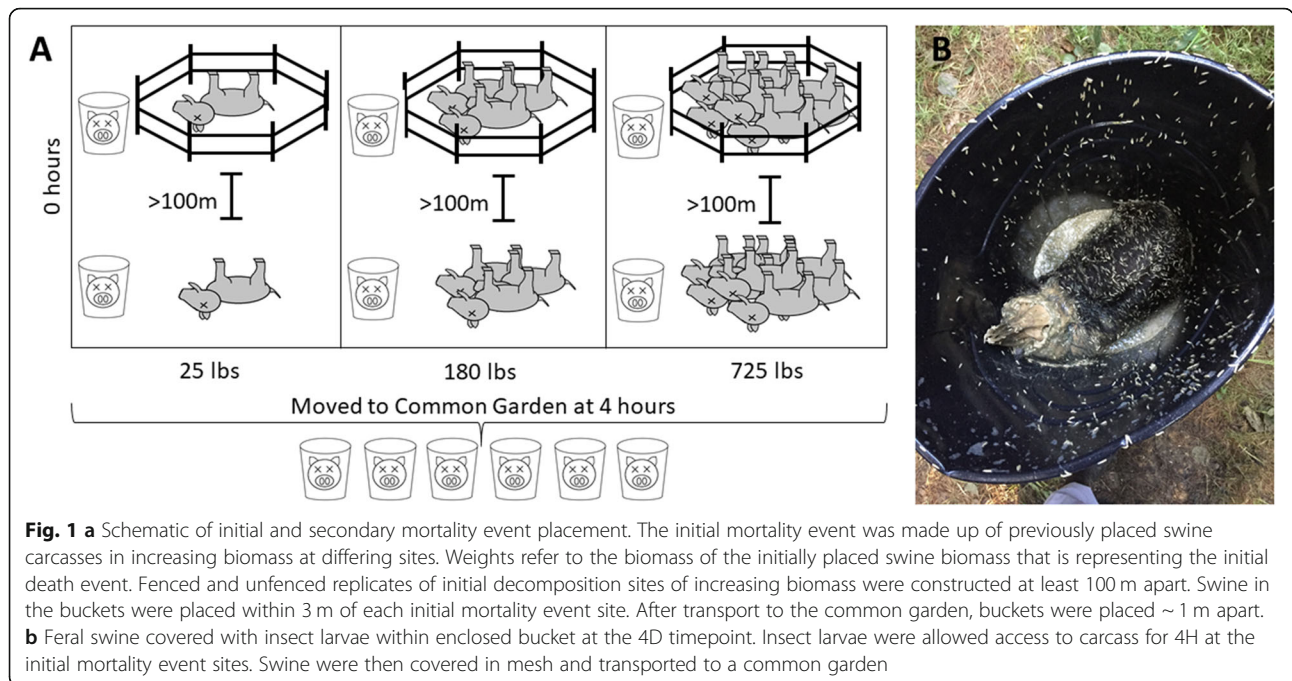 A
B
0 hours
>100m
>100m
>100m
25 lbs
180 lbs
725 lbs
Moved to Common Garden at 4 hours
Fig. 1 a Schematic of initial and secondary mortality event placement. The initial mortality event was made up of previously placed swine
carcasses in increasing biomass at differing sites. Weights refer to the biomass of the initially placed swine biomass that is representing the initial
death event. Fenced and unfenced replicates of initial decomposition sites of increasing biomass were constructed at least 100 m apart. Swine in
the buckets were placed within 3 m of each initial mortality event site. After transport to the common garden, buckets were placed ~ 1 m apart.
b Feral swine covered with insect larvae within enclosed bucket at the 4D timepoint. Insect larvae were allowed access to carcass for 4H at the
initial mortality event sites. Swine were then covered in mesh and transported to a common garden